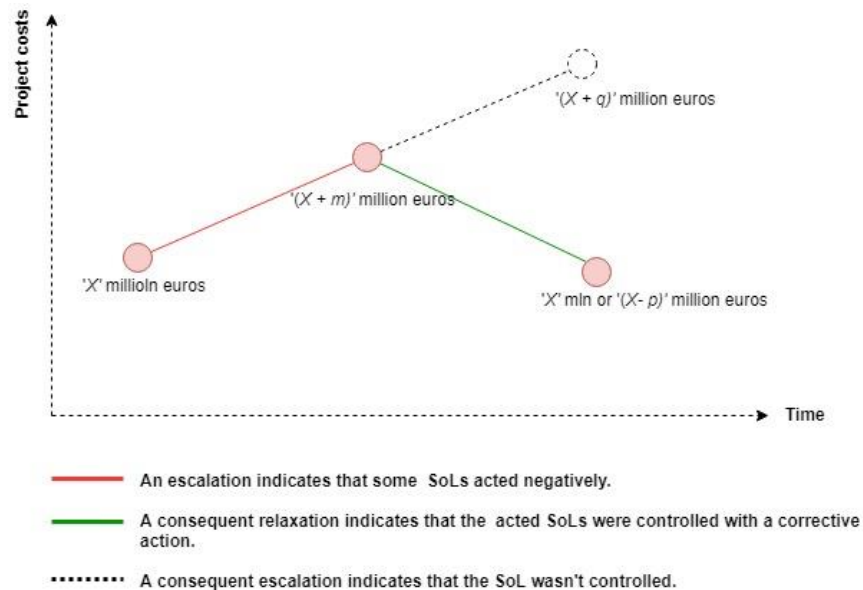 Project costs
'(X + q)' million euros
'(X + m)' million euros
'X' millioln euros
'X' mln or '(X- p)' million euros
Time
An escalation indicates that some SoLs acted negatively.
A consequent relaxation indicates that the acted SoLs were controlled with a corrective
action.
A consequent escalation indicates that the SoL wasn't controlled.